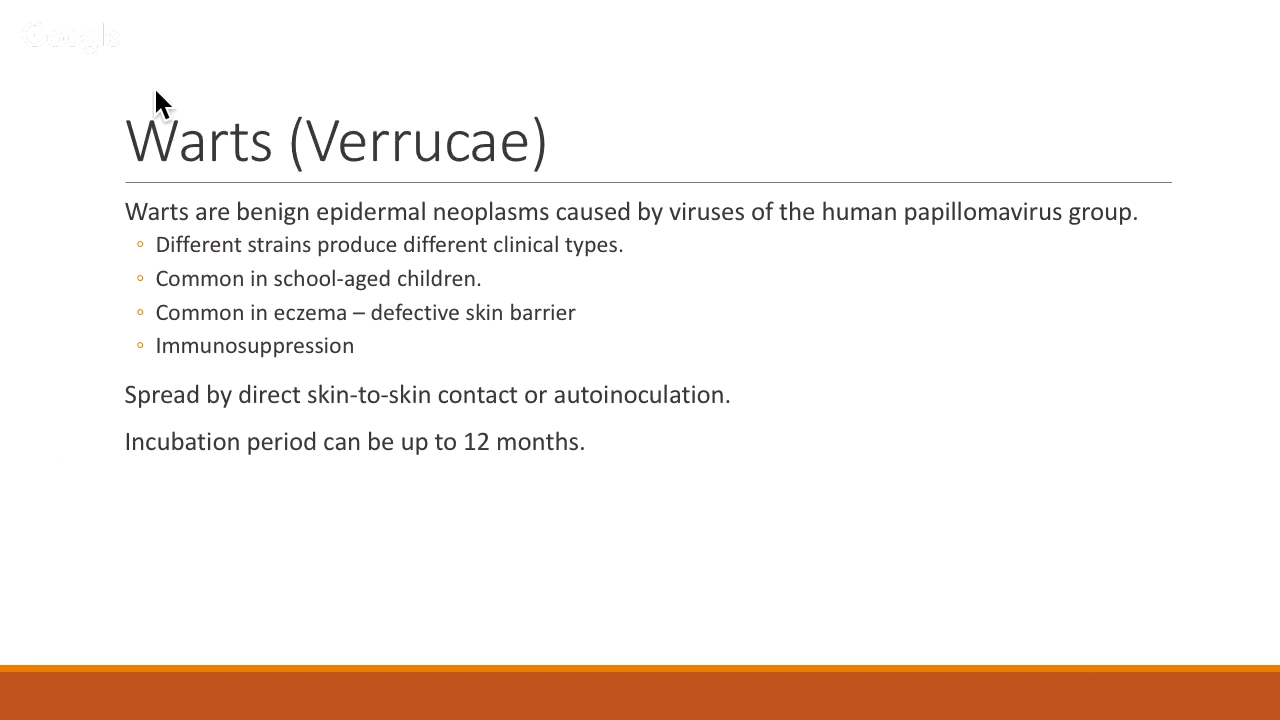 Google
Warts (Verrucae)
Warts are benign epidermal neoplasms caused by viruses of the human papillomavirus group.
◦ Different strains produce different clinical types.
◦ Common in school-aged children.
◦ Common in eczema – defective skin barrier
◦ Immunosuppression
Spread by direct skin-to-skin contact or autoinoculation.
Incubation period can be up to 12 months.